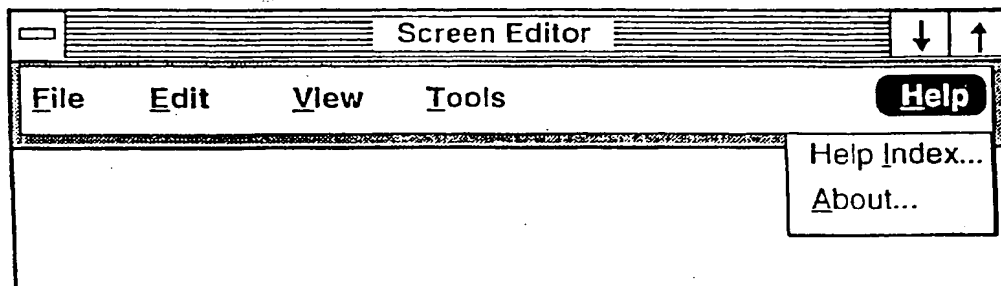 Screen Editor
File Edit View Tools Help
Help Index...
About...